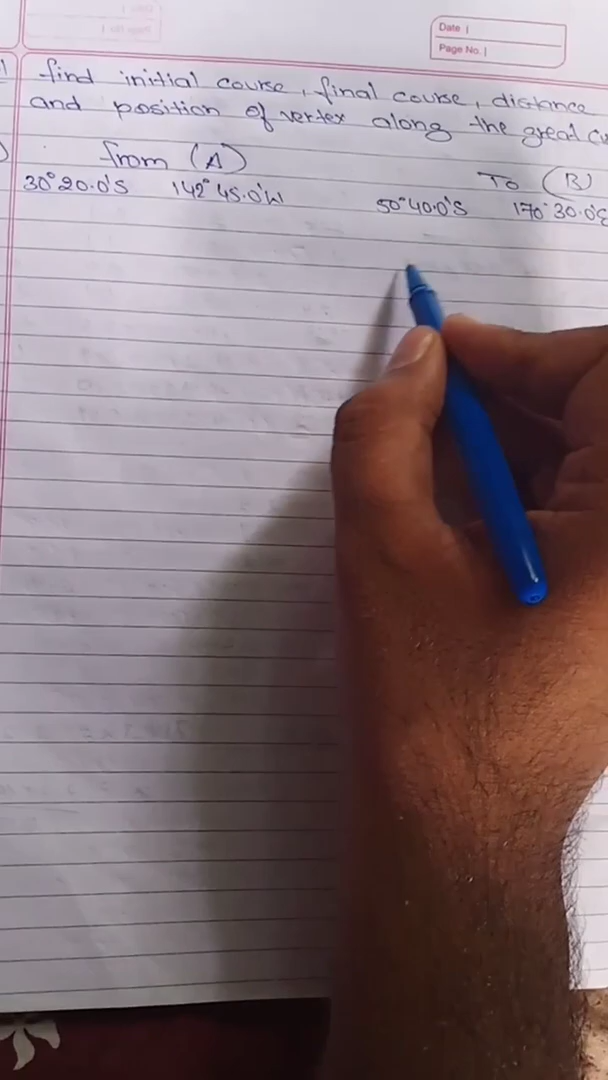 Date |
Page No. |
find initial course, final course, distance
and position of vertex along the great
from (A)
To (B)
30°20.0'S 142°45.0'W
50°40.0'S 170°30.0'E